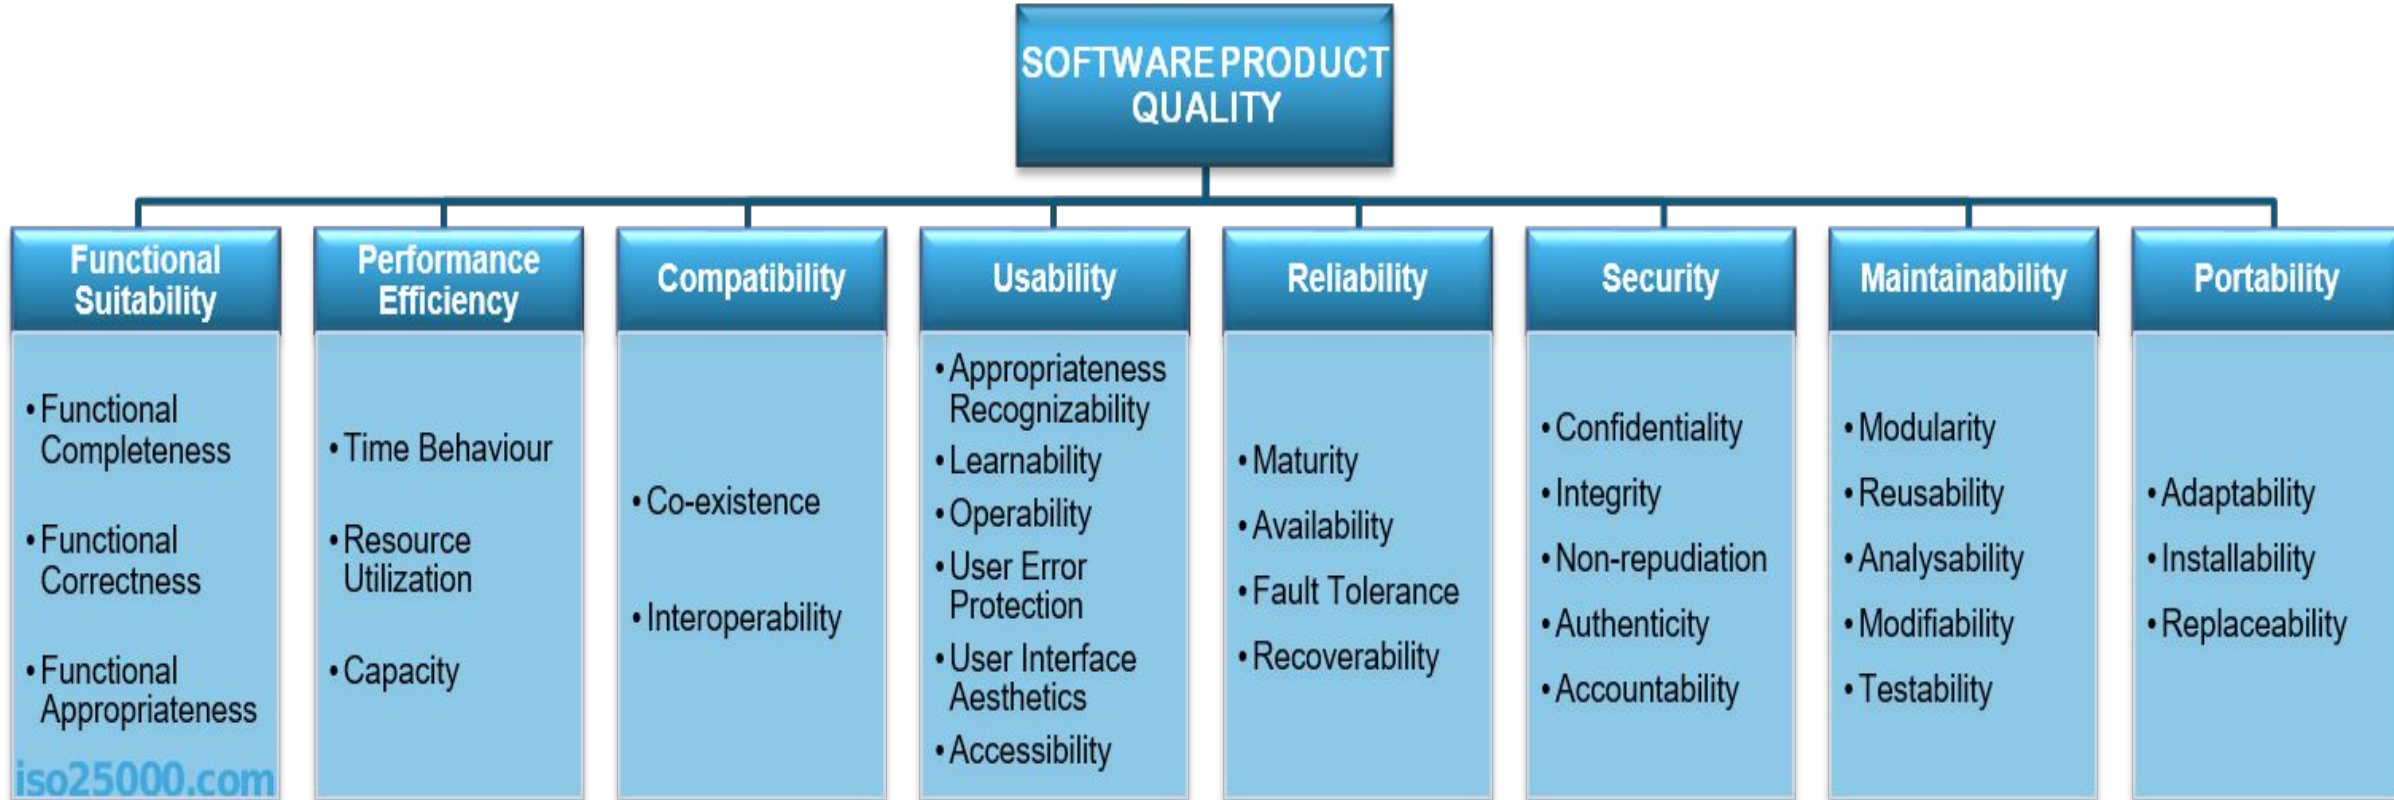 SOFTWARE PRODUCT
QUALITY
Functional
Suitability
• Functional
Completeness
• Functional
Correctness
• Functional
Appropriateness
iso25000.com
Performance
Efficiency
• Time Behaviour
• Resource
Utilization
• Capacity
Compatibility
• Co-existence
• Interoperability
Usability
• Appropriateness
Recognizability
• Learnability
• Operability
• User Error
Protection
• User Interface
Aesthetics
• Accessibility
Reliability
• Maturity
• Availability
• Fault Tolerance
• Recoverability
Security
• Confidentiality
• Integrity
• Non-repudiation
• Authenticity
• Accountability
Maintainability
• Modularity
• Reusability
• Analysability
• Modifiability
• Testability
Portability
• Adaptability
• Installability
• Replaceability